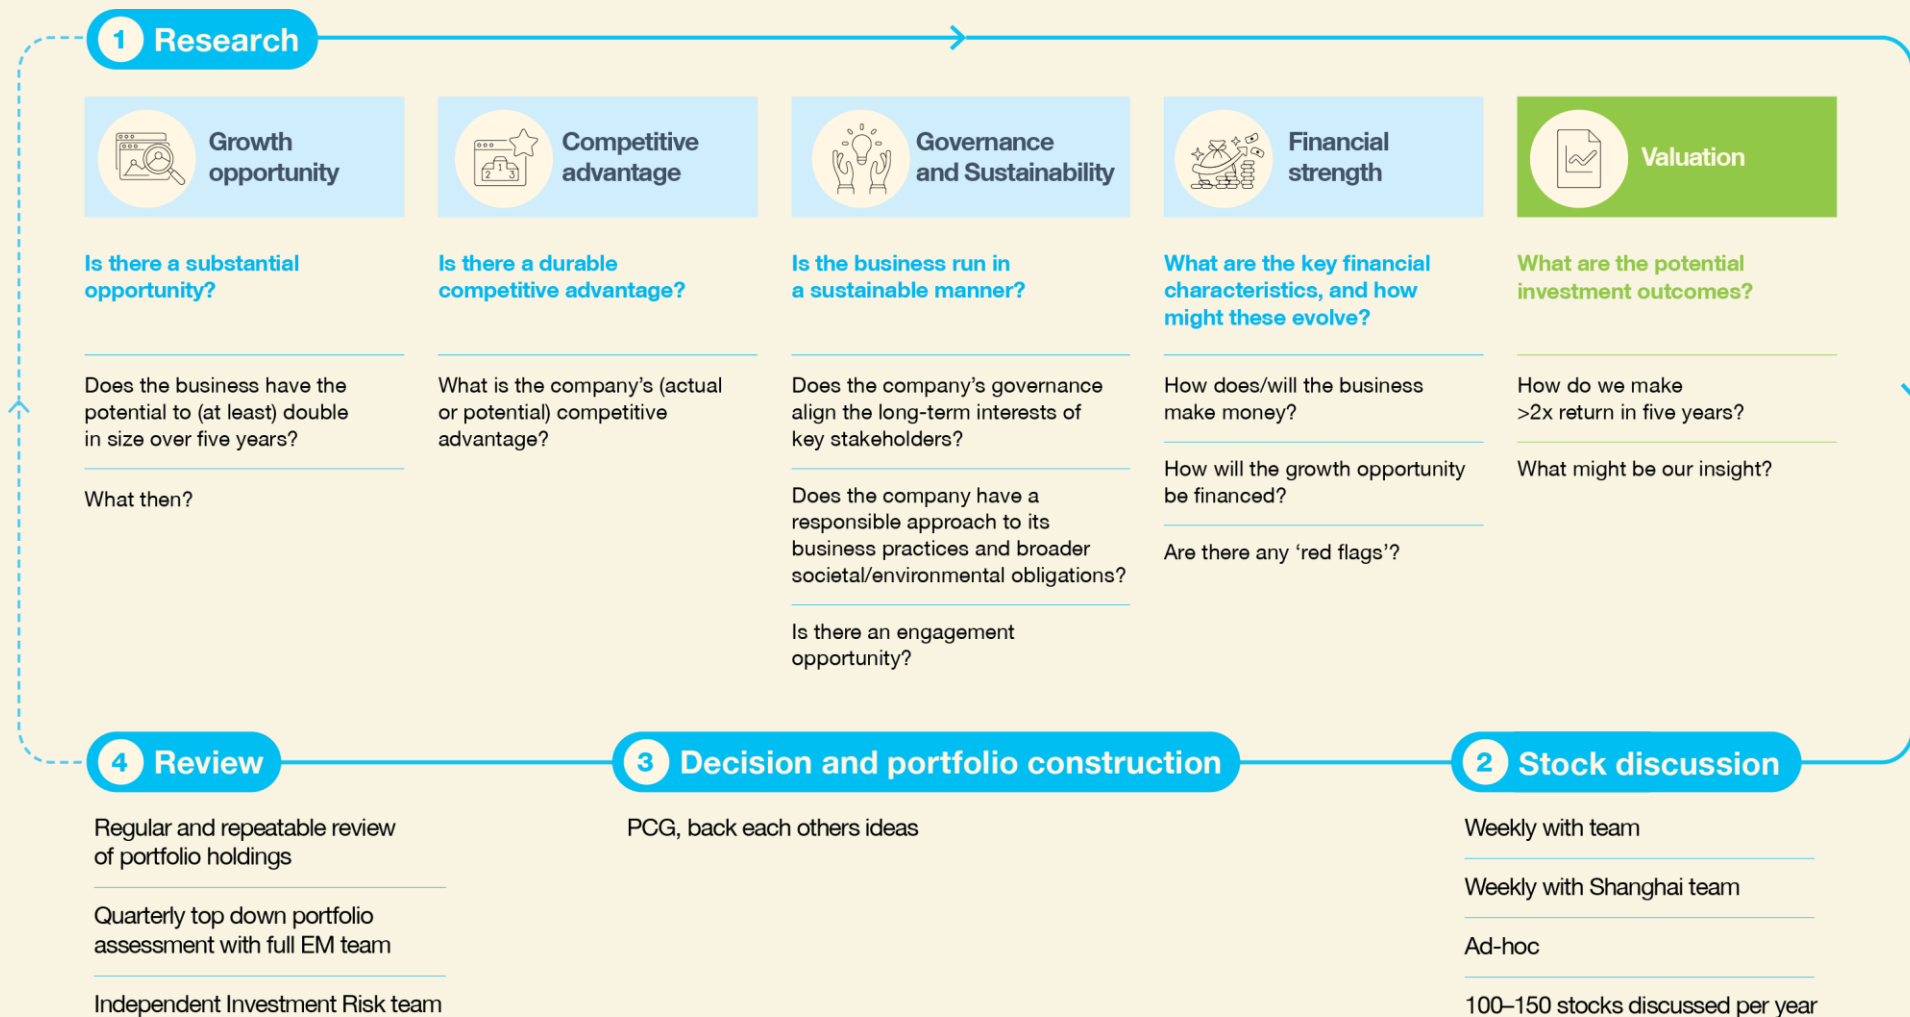 1 Research
Growth
opportunity
Is there a substantial
opportunity?
Does the business have the
potential to (at least) double
in size over five years?
What then?
Competitive
advantage
Is there a durable
competitive advantage?
What is the company’s (actual
or potential) competitive
advantage?
Governance
and Sustainability
Is the business run in
a sustainable manner?
Does the company’s governance
align the long-term interests of
key stakeholders?
Does the company have a
responsible approach to its
business practices and broader
societal/environmental obligations?
Is there an engagement
opportunity?
Financial
strength
What are the key financial
characteristics, and how
might these evolve?
How does/will the business
make money?
How will the growth opportunity
be financed?
Are there any ‘red flags’?
Valuation
What are the potential
investment outcomes?
How do we make
>2x return in five years?
What might be our insight?
4 Review
Regular and repeatable review
of portfolio holdings
Quarterly top down portfolio
assessment with full EM team
Independent Investment Risk team
3 Decision and portfolio construction
PCG, back each others ideas
2 Stock discussion
Weekly with team
Weekly with Shanghai team
Ad-hoc
100–150 stocks discussed per year